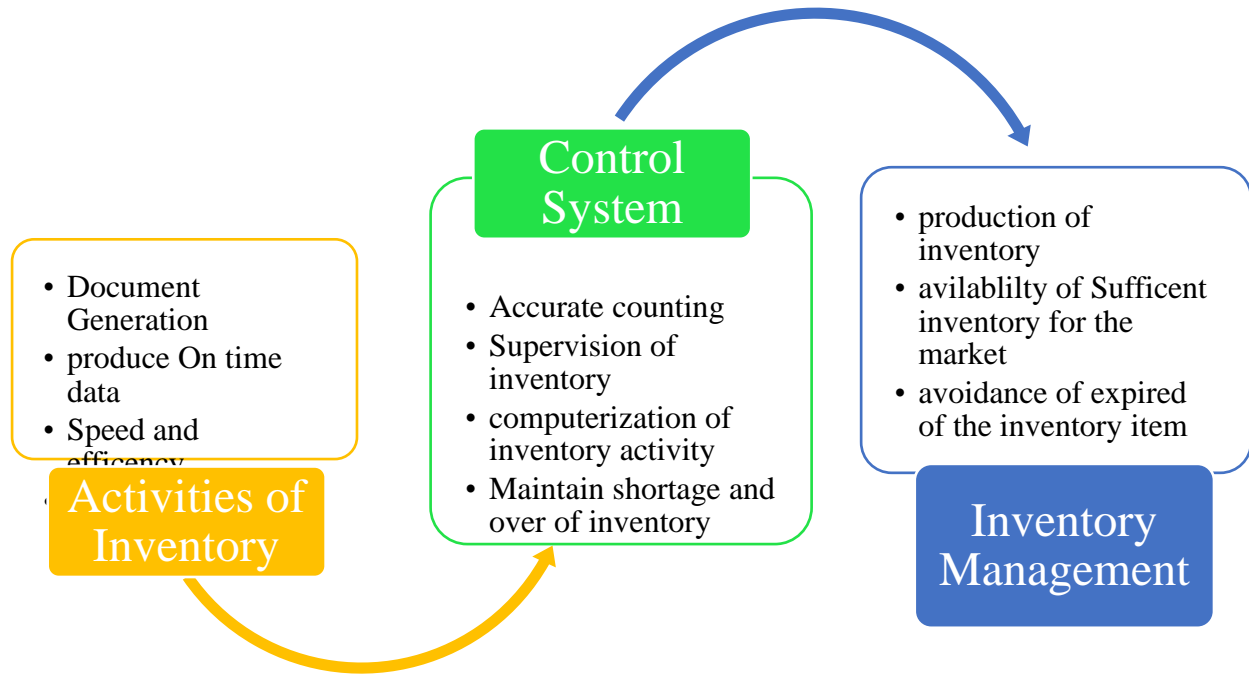 • Document
Generation
• produce On time
data
• Speed and
efficency
•
Activities of
Inventory
Control
System
• Accurate counting
• Supervision of
inventory
• computerization of
inventory activity
• Maintain shortage and
over of inventory
• production of
inventory
• avilablilty of Sufficent
inventory for the
market
• avoidance of expired
of the inventory item
Inventory
Management